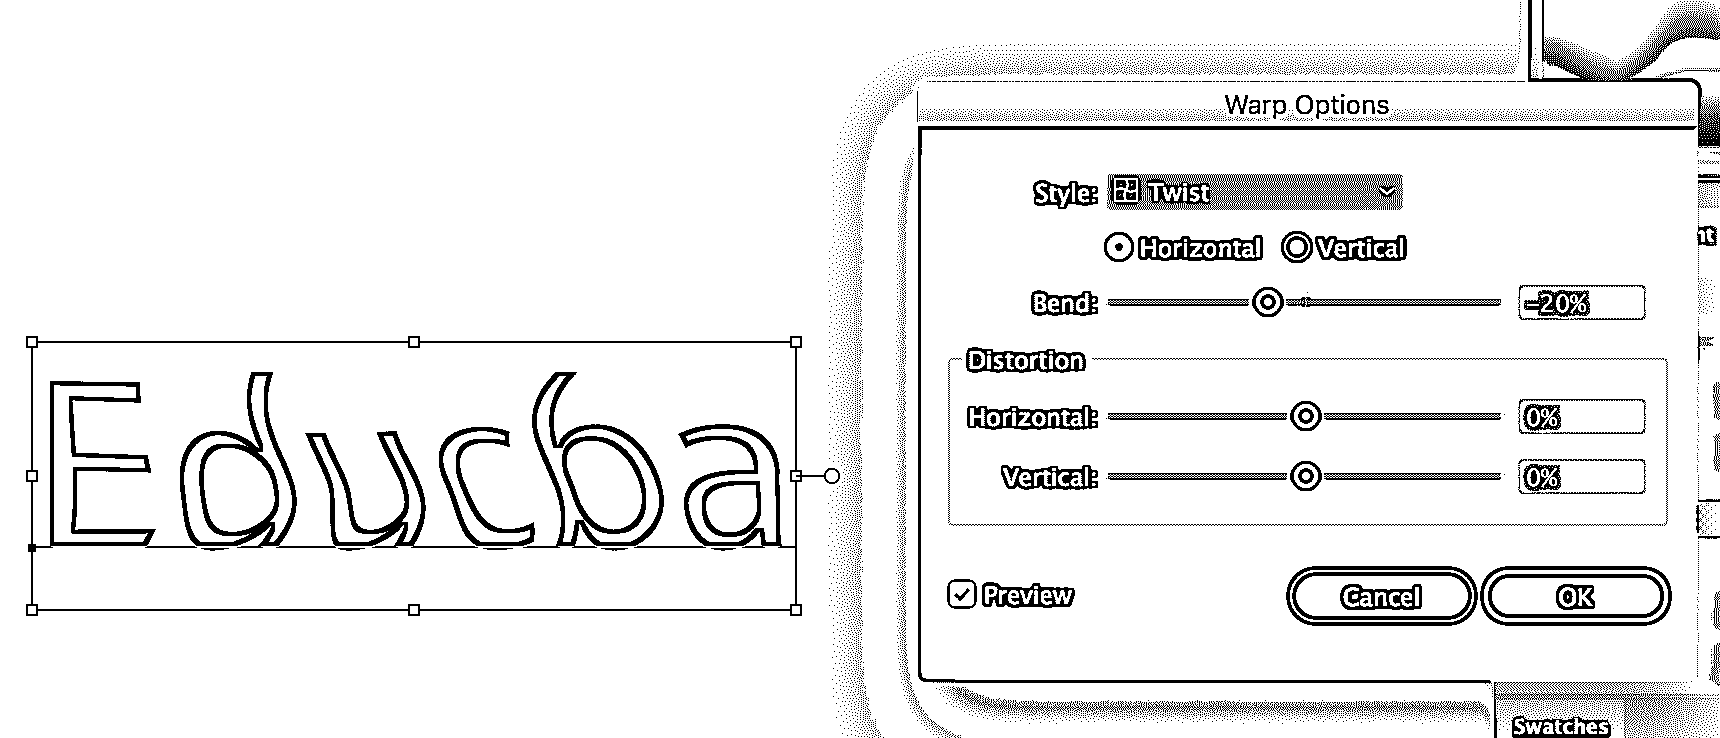 Warp Options
Style: Twist
Horizontal Vertical
Bend: -20%
Distortion
Horizontal: 0%
Vertical: 0%
Preview Cancel OK
Educba
Swatches